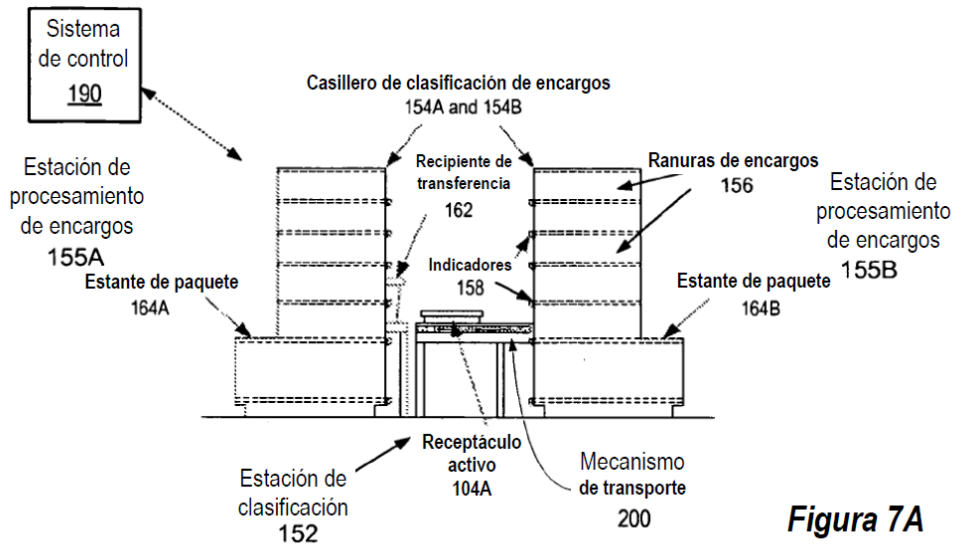 Sistema
de control
190
Casillero de clasificación de encargos
154A and 154B
Estación de
procesamiento
de encargos
155A
Recipiente de
transferencia
162
Ranuras de encargos
156
Estación de
procesamiento
de encargos
155B
Estante de paquete
164A
Indicadores
158
Estante de paquete
164B
Estación de
clasificación
152
Receptáculo
activo
104A
Mecanismo
de transporte
200
Figura 7A